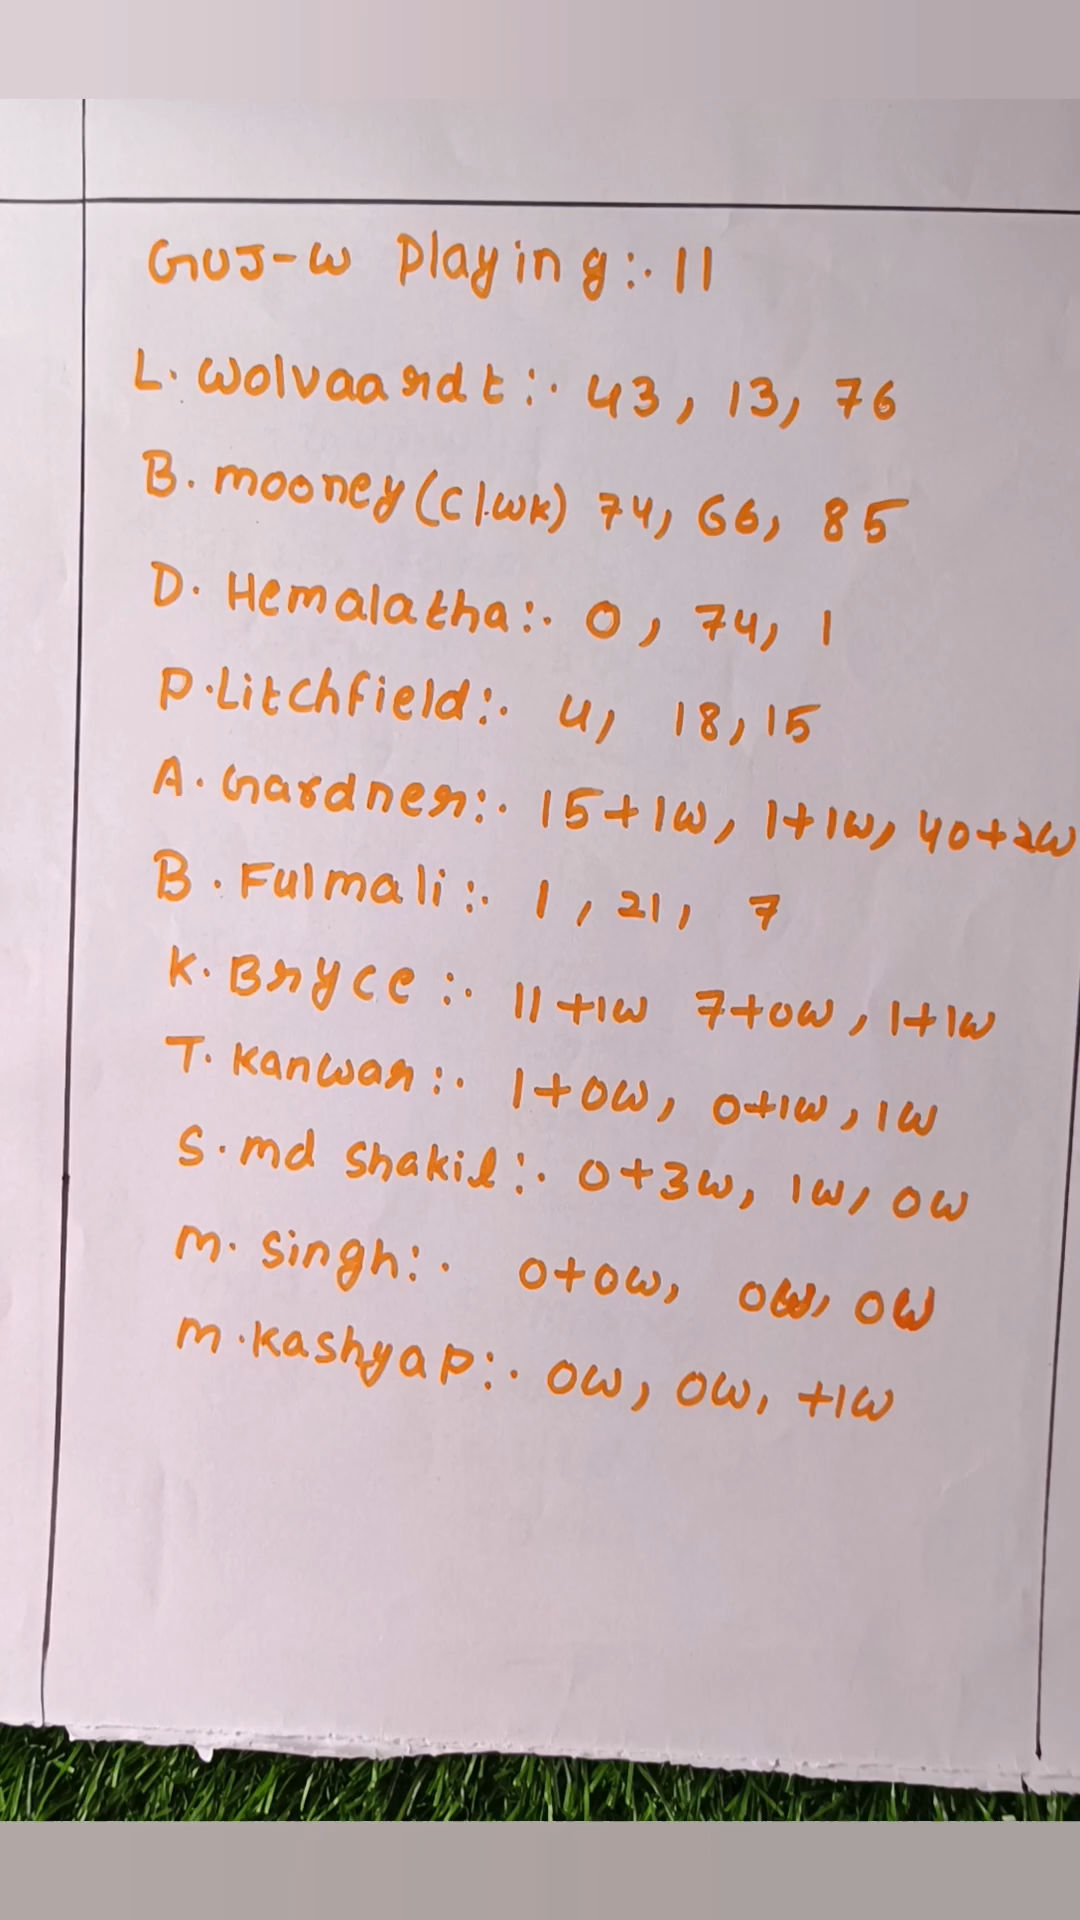 GUJ-W Playing:- 11
L. Wolvaardt:- 43, 13, 76
B. mooney (C/wk) 74, 66, 85
D. Hemalatha:- 0, 74, 1
P. Litchfield:- 4, 18, 15
A. Gardner:- 15+1W, 1+1W, 40+2W
B. Fulmali:- 1, 21, 7
K. Bryce:- 11+1W 7+0W, 1+1W
T. Kanwar:- 1+0W, 0+1W, 1W
S. md Shakil:- 0+3W, 1W, 0W
M. Singh:- 0+0W, 0W, 0W
M. Kashyap:- 0W, 0W, +1W